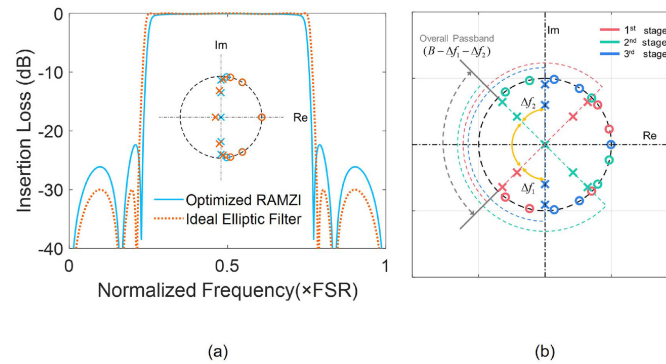 (a)
0
-10
-20
-30
-40
Insertion Loss (dB)
Im
Re
Optimized RAMZI
Ideal Elliptic Filter
0
0.5
1
Normalized Frequency(×FSR)
(a)
(b)
Overall Passband
(B − Δf₁ − Δf₂)
Im
1st stage
2nd stage
3rd stage
Δf₂
Re
Δf₁
(b)